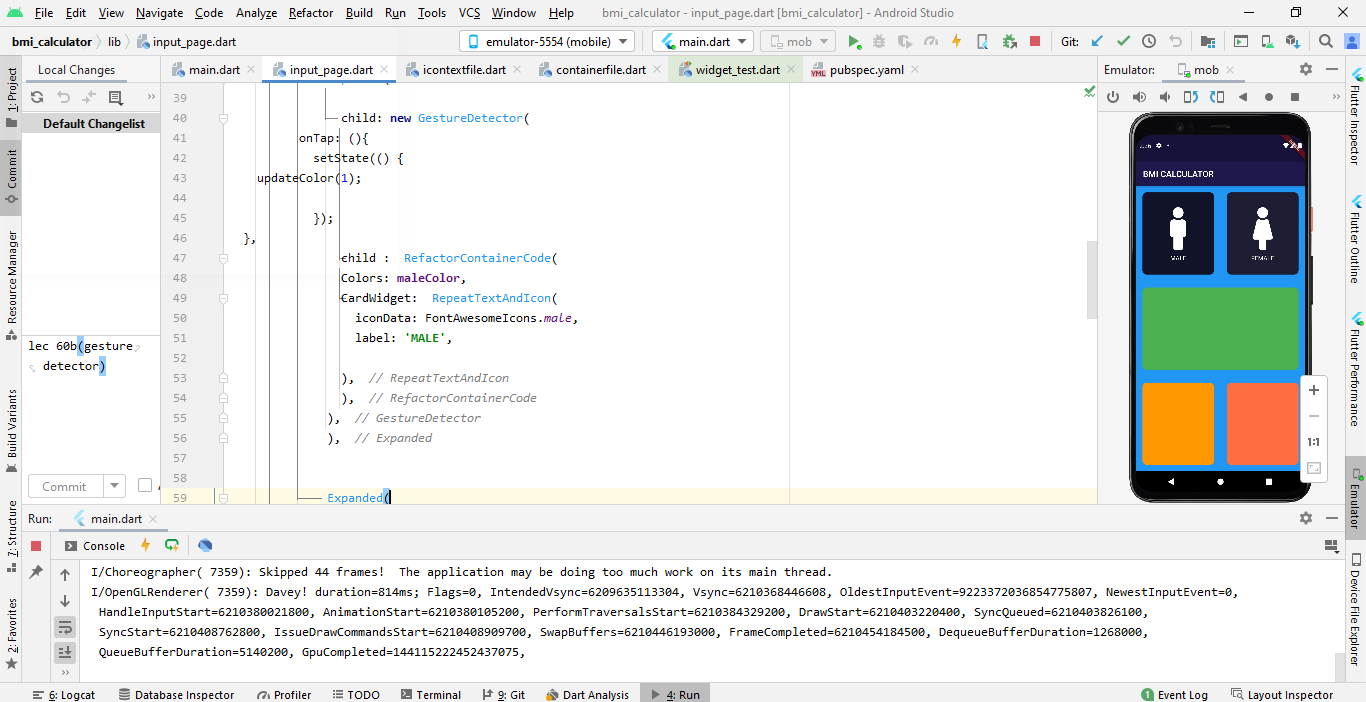 File Edit View Navigate Code Analyze Refactor Build Run Tools VCS Window Help bmi_calculator - input_page.dart [bmi_calculator] - Android Studio
bmi_calculator lib input_page.dart emulator-5554 (mobile) main.dart mob Git:
1: Project
Commit
Resource Manager
Build Variants
7: Structure
2: Favorites
Local Changes
Default Changelist
lec 60b(gesture
detector)
Commit
main.dart input_page.dart icontextfile.dart containerfile.dart widget_test.dart YML pubspec.yaml
39
40 child: new GestureDetector(
41 onTap: (){
42 setState(() {
43 updateColor(1);
44
45 });
46 },
47 child : RefactorContainerCode(
48 Colors: maleColor,
49 CardWidget: RepeatTextAndIcon(
50 iconData: FontAwesomeIcons.male,
51 label: 'MALE',
52
53 ), // RepeatTextAndIcon
54 ), // RefactorContainerCode
55 ), // GestureDetector
56 ), // Expanded
57
58
59 Expanded(
Emulator: mob
BMI CALCULATOR
MALE FEMALE
1:1
Flutter Inspector
Flutter Outline
Flutter Performance
Emulator
Device File Explorer
Run: main.dart
Console
I/Choreographer( 7359): Skipped 44 frames!  The application may be doing too much work on its main thread.
I/OpenGLRenderer( 7359): Davey! duration=814ms; Flags=0, IntendedVsync=6209635113304, Vsync=6210368446608, OldestInputEvent=9223372036854775807, NewestInputEvent=0,
HandleInputStart=6210380021800, AnimationStart=6210380105200, PerformTraversalsStart=6210384329200, DrawStart=6210403220400, SyncQueued=6210403826100,
SyncStart=6210408762800, IssueDrawCommandsStart=6210408909700, SwapBuffers=6210446193000, FrameCompleted=6210454184500, DequeueBufferDuration=1268000,
QueueBufferDuration=5140200, GpuCompleted=144115222452437075,
6: Logcat Database Inspector Profiler TODO Terminal 9: Git Dart Analysis 4: Run 1 Event Log Layout Inspector